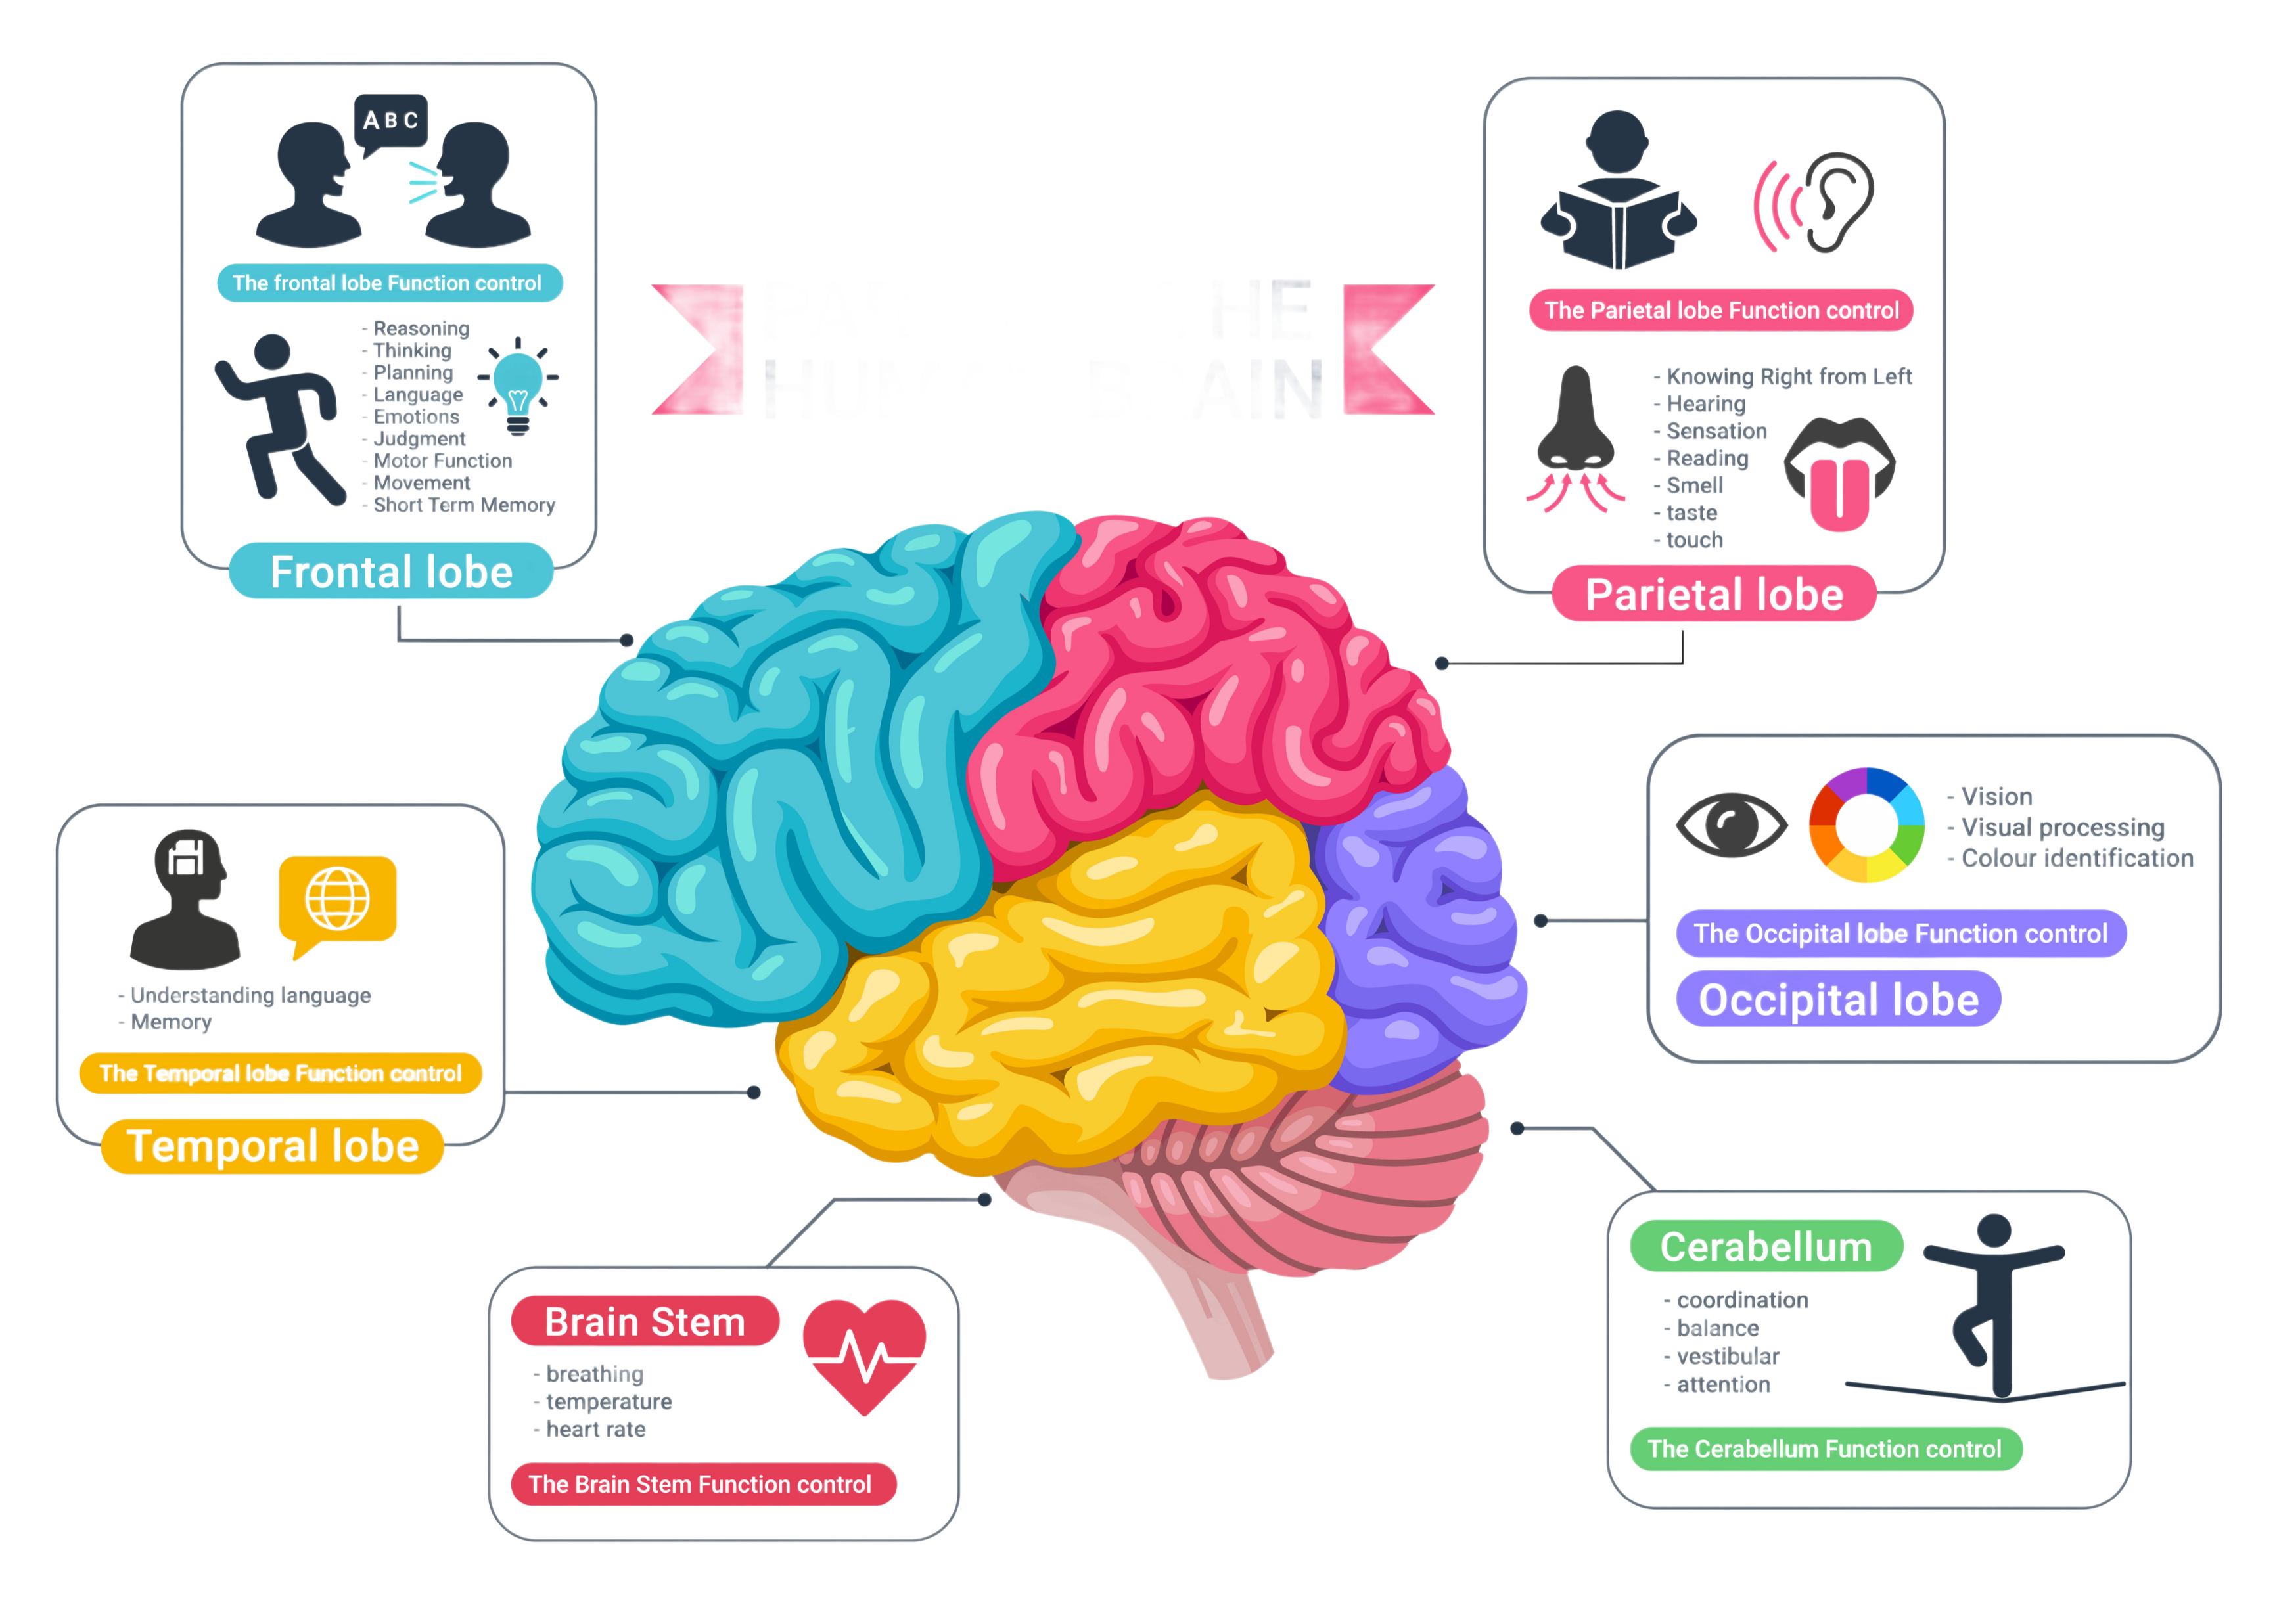 A B C
The frontal lobe Function control
- Reasoning
- Thinking
- Planning
- Language
- Emotions
- Judgment
- Motor Function
- Movement
- Short Term Memory
Frontal lobe
HE
HU AIN
The Parietal lobe Function control
- Knowing Right from Left
- Hearing
- Sensation
- Reading
- Smell
- taste
- touch
Parietal lobe
- Understanding language
- Memory
The Temporal lobe Function control
Temporal lobe
- Vision
- Visual processing
- Colour identification
The Occipital lobe Function control
Occipital lobe
Brain Stem
- breathing
- temperature
- heart rate
The Brain Stem Function control
Cerabellum
- coordination
- balance
- vestibular
- attention
The Cerabellum Function control